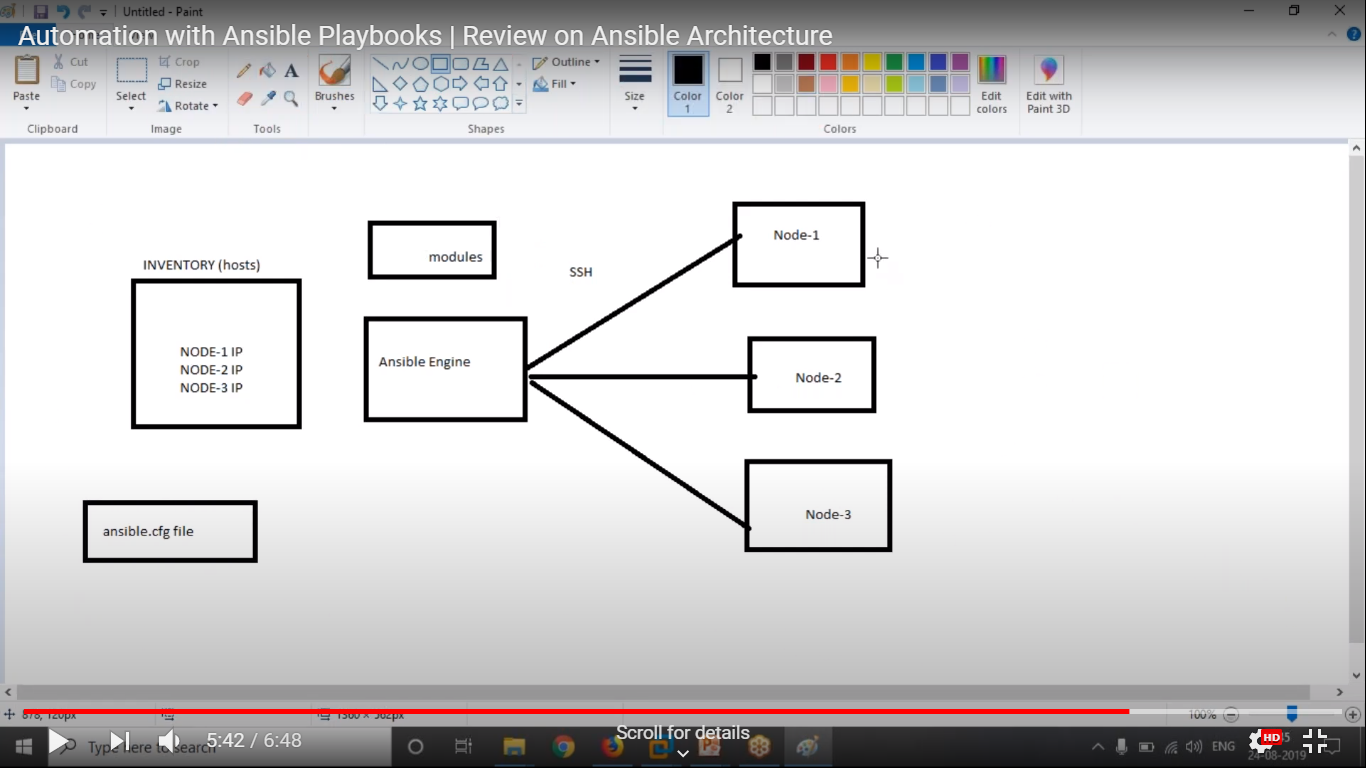 Untitled - Paint
Automation with Ansible Playbooks | Review on Ansible Architecture
Paste
Cut
Copy
Clipboard
Select
Crop
Resize
Rotate
Image
A
Tools
Brushes
Outline
Fill
Shapes
Size
Color 1
Color 2
Colors
Edit colors
Edit with Paint 3D
INVENTORY (hosts)
NODE-1 IP
NODE-2 IP
NODE-3 IP
ansible.cfg file
modules
Ansible Engine
SSH
Node-1
Node-2
Node-3
878, 120px
1360 × 562px
100%
Type here to search
5:42 / 6:48
Scroll for details
ENG
HD
24-08-2019